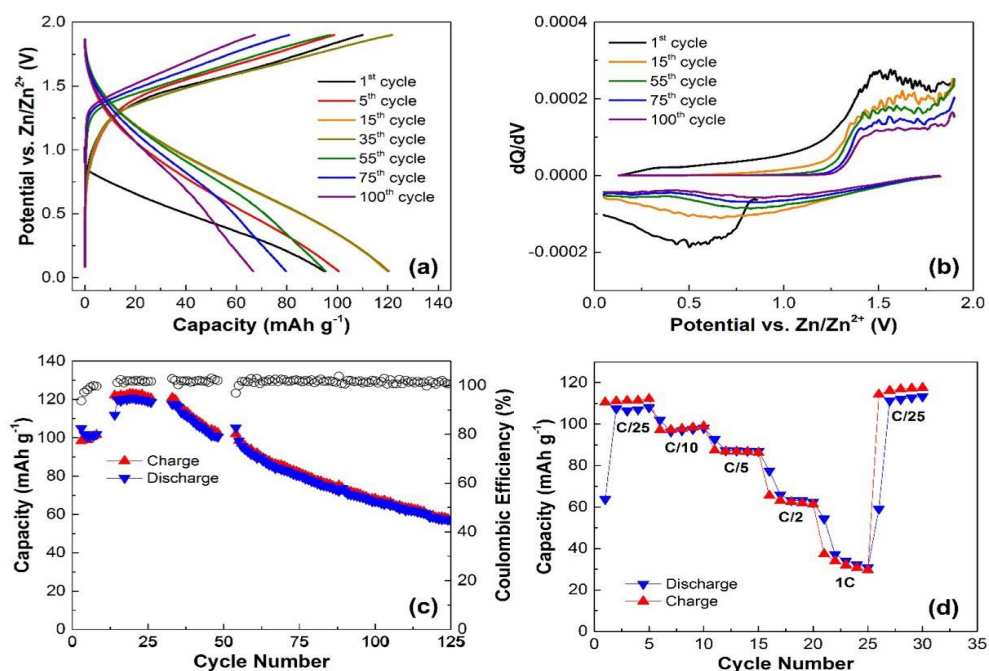 2.0
1.5
1.0
0.5
0.0
Potential vs. Zn/Zn²⁺ (V)
0 20 40 60 80 100 120 140
Capacity (mAh g⁻¹)
1ˢᵗ cycle
5ᵗʰ cycle
15ᵗʰ cycle
35ᵗʰ cycle
55ᵗʰ cycle
75ᵗʰ cycle
100ᵗʰ cycle
(a)
0.0004
0.0002
0.0000
-0.0002
dQ/dV
0.0 0.5 1.0 1.5 2.0
Potential vs. Zn/Zn²⁺ (V)
1ˢᵗ cycle
15ᵗʰ cycle
55ᵗʰ cycle
75ᵗʰ cycle
100ᵗʰ cycle
(b)
140
120
100
80
60
40
20
0
Capacity (mAh g⁻¹)
0 25 50 75 100 125
Cycle Number
100
80
60
40
20
0
Coulombic Efficiency (%)
Charge
Discharge
(c)
120
100
80
60
40
20
0
Capacity (mAh g⁻¹)
0 5 10 15 20 25 30 35
Cycle Number
C/25
C/10
C/5
C/2
1C
C/25
Discharge
Charge
(d)